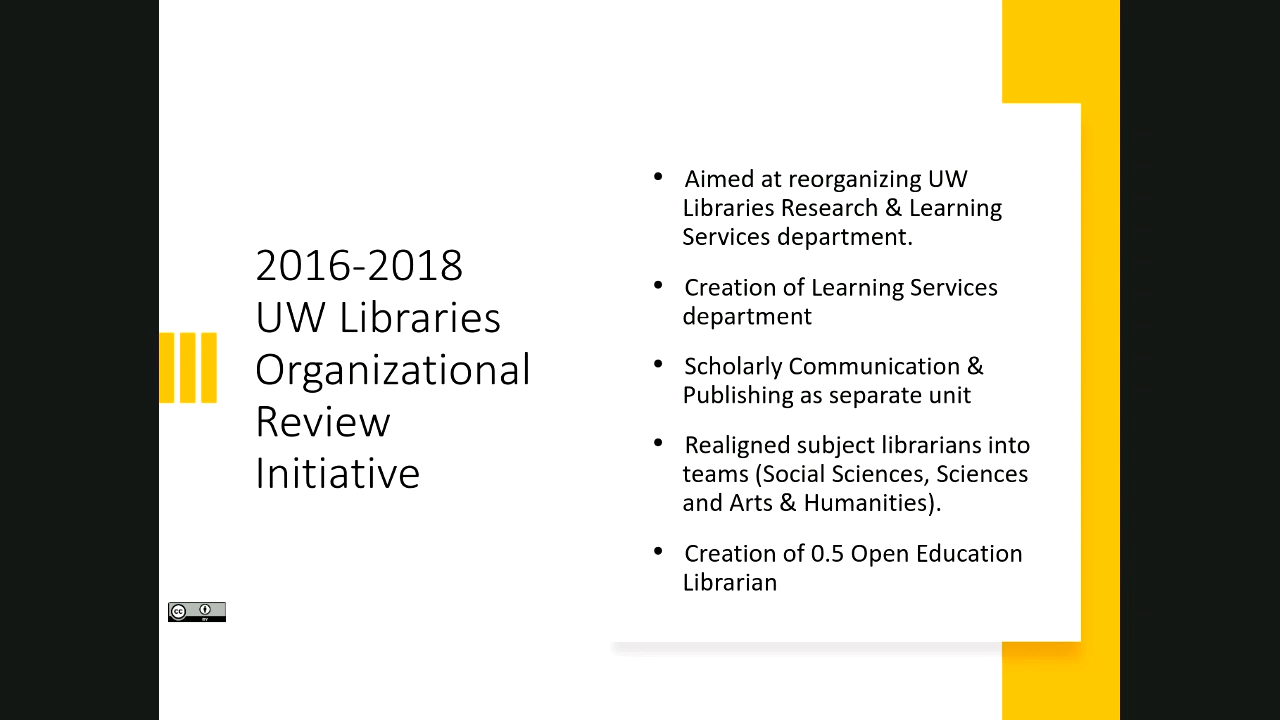 2016-2018
UW Libraries
Organizational
Review
Initiative
• Aimed at reorganizing UW
Libraries Research & Learning
Services department.
• Creation of Learning Services
department
• Scholarly Communication &
Publishing as separate unit
• Realigned subject librarians into
teams (Social Sciences, Sciences
and Arts & Humanities).
• Creation of 0.5 Open Education
Librarian
cc
BY